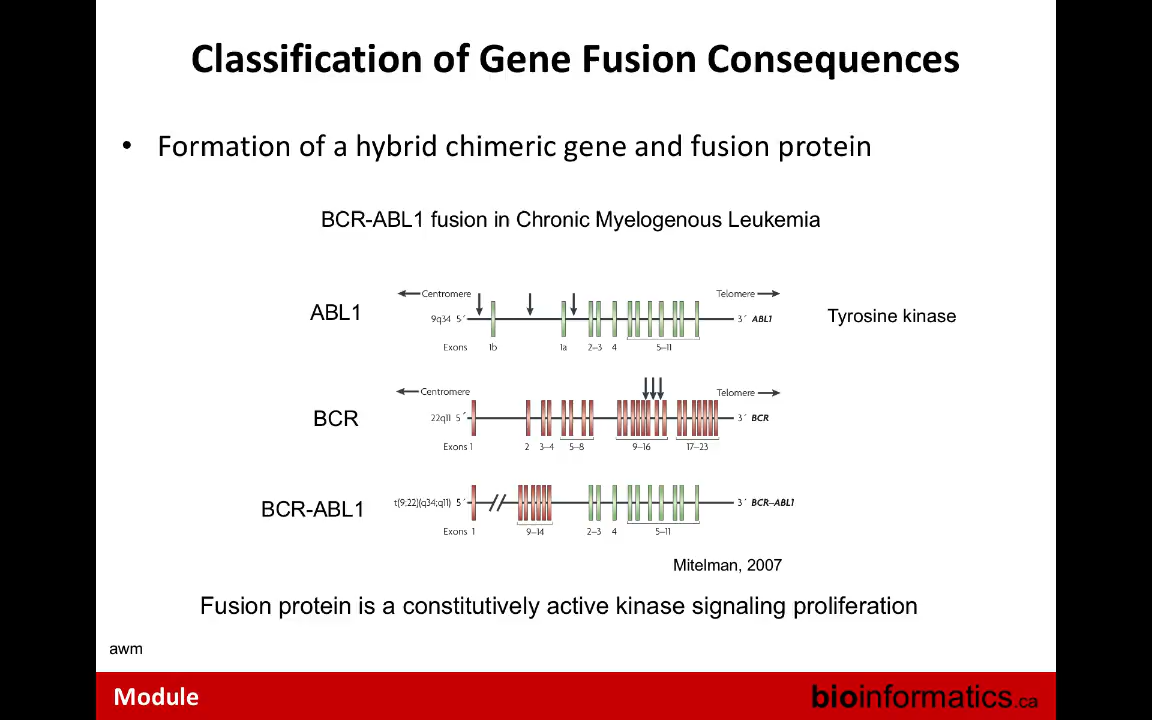 Classification of Gene Fusion Consequences
• Formation of a hybrid chimeric gene and fusion protein
BCR-ABL1 fusion in Chronic Myelogenous Leukemia
Centromere Telomere
ABL1 9q34 5´ 3´ ABL1 Tyrosine kinase
Exons 1b 1a 2–3 4 5–11
Centromere Telomere
BCR 22q11 5´ 3´ BCR
Exons 1 2 3–4 5–8 9–16 17–23
BCR-ABL1 t(9;22)(q34;q11) 5´ 3´ BCR–ABL1
Exons 1 9–14 2–3 4 5–11
Mitelman, 2007
Fusion protein is a constitutively active kinase signaling proliferation
awm
Module bioinformatics.ca